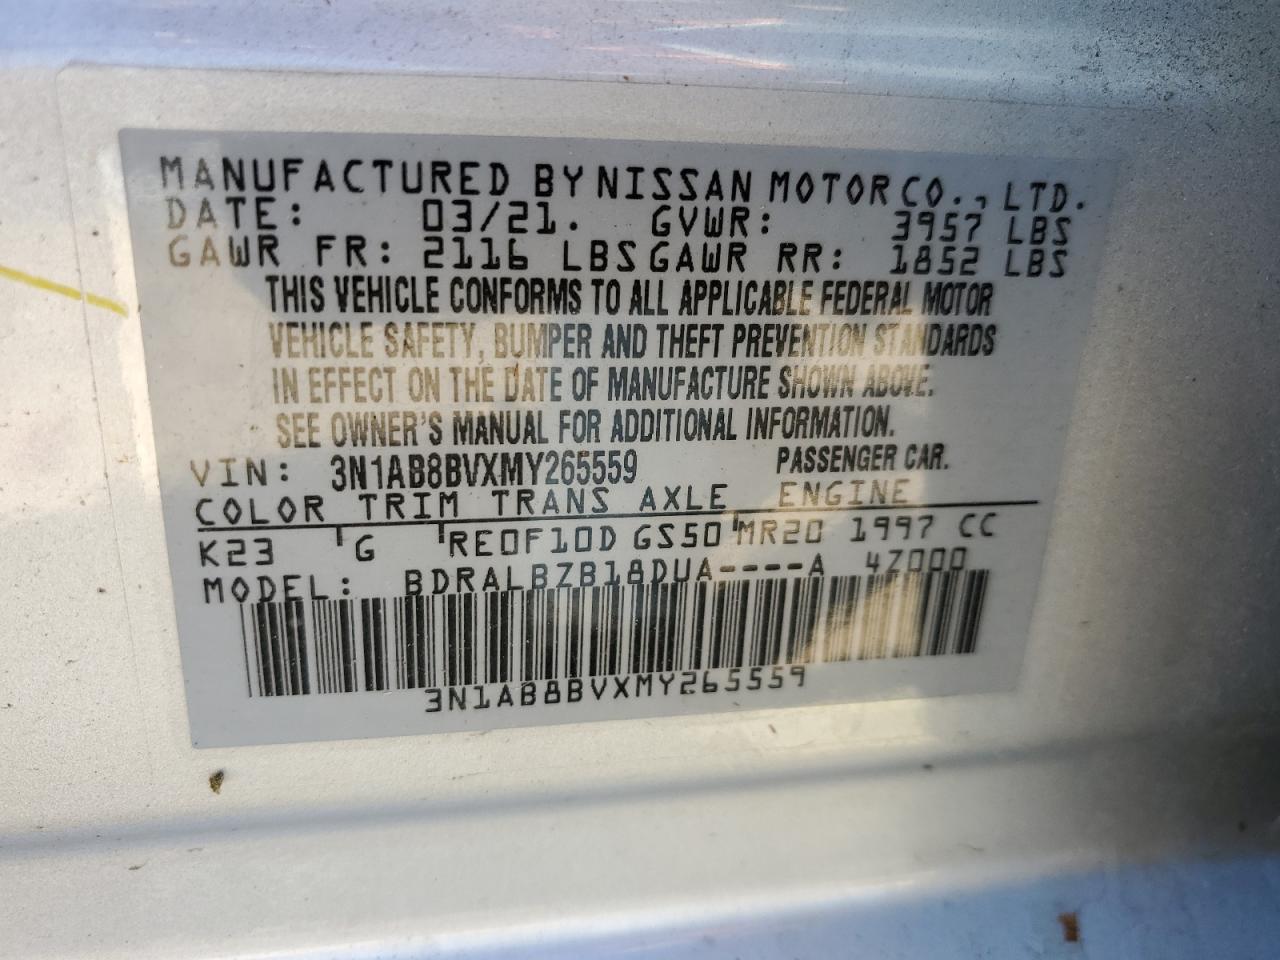 MANUFACTURED BY NISSAN MOTOR CO., LTD.
DATE: 03/21. GVWR: 3957 LBS
GAWR FR: 2116 LBS GAWR RR: 1852 LBS
THIS VEHICLE CONFORMS TO ALL APPLICABLE FEDERAL MOTOR
VEHICLE SAFETY, BUMPER AND THEFT PREVENTION STANDARDS
IN EFFECT ON THE DATE OF MANUFACTURE SHOWN ABOVE.
SEE OWNER'S MANUAL FOR ADDITIONAL INFORMATION.
VIN: 3N1AB8BVXMY265559 PASSENGER CAR.
COLOR TRIM TRANS AXLE ENGINE
K23 G RE0F10D GS50 MR20 1997 CC
MODEL: BDRALBZB18DUA----A 4Z000
3N1AB8BVXMY265559